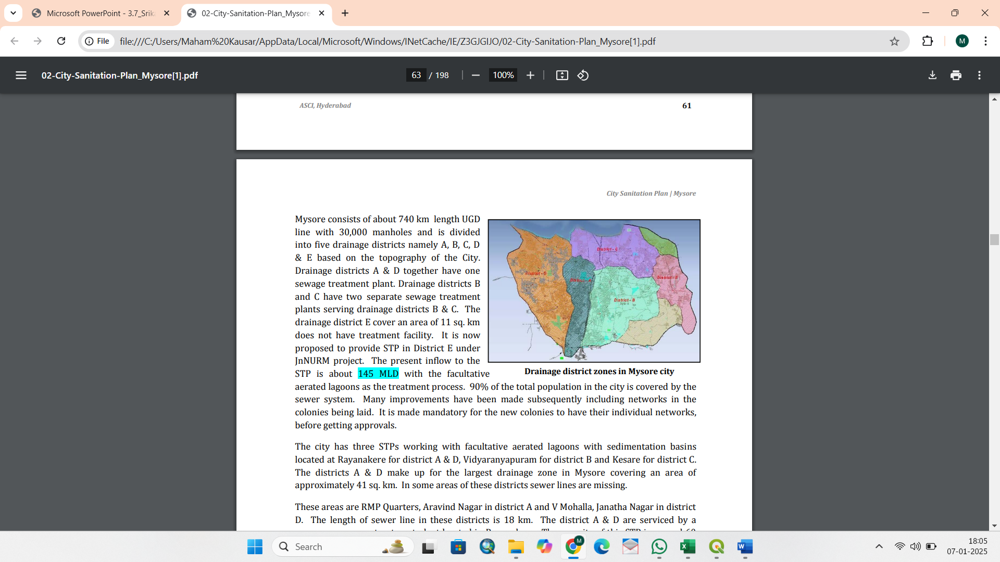 Microsoft PowerPoint - 3.7_Srik
02-City-Sanitation-Plan_Mysore
File
file:///C:/Users/Maham%20Kausar/AppData/Local/Microsoft/Windows/INetCache/IE/Z3GJGIJO/02-City-Sanitation-Plan_Mysore[1].pdf
M
02-City-Sanitation-Plan_Mysore[1].pdf
63 / 198
100%
ASCI, Hyderabad
61
City Sanitation Plan | Mysore
Mysore consists of about 740 km length UGD
line with 30,000 manholes and is divided
into five drainage districts namely A, B, C, D
& E based on the topography of the City.
Drainage districts A & D together have one
sewage treatment plant. Drainage districts B
and C have two separate sewage treatment
plants serving drainage districts B & C. The
drainage district E cover an area of 11 sq. km
does not have treatment facility. It is now
proposed to provide STP in District E under
JnNURM project. The present inflow to the
STP is about 145 MLD with the facultative
District - C
District - D
District - A
District - E
District - B
Drainage district zones in Mysore city
aerated lagoons as the treatment process. 90% of the total population in the city is covered by the
sewer system. Many improvements have been made subsequently including networks in the
colonies being laid. It is made mandatory for the new colonies to have their individual networks,
before getting approvals.
The city has three STPs working with facultative aerated lagoons with sedimentation basins
located at Rayanakere for district A & D, Vidyaranyapuram for district B and Kesare for district C.
The districts A & D make up for the largest drainage zone in Mysore covering an area of
approximately 41 sq. km. In some areas of these districts sewer lines are missing.
These areas are RMP Quarters, Aravind Nagar in district A and V Mohalla, Janatha Nagar in district
D. The length of sewer line in these districts is 18 km. The district A & D are serviced by a
Search
M
18:05
07-01-2025